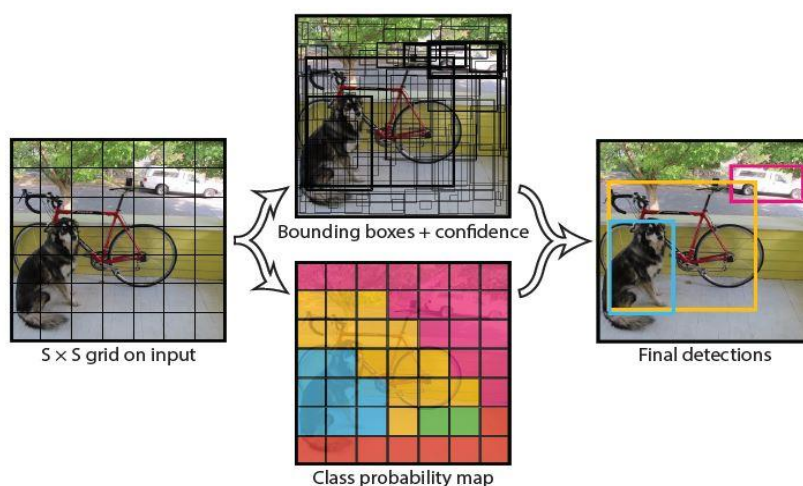 Bounding boxes + confidence
S × S grid on input
Final detections
Class probability map